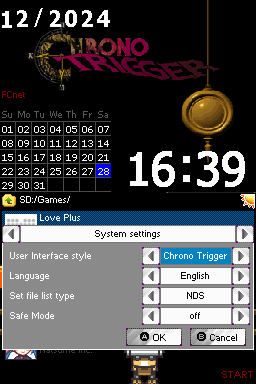 12/2024
CHRONO
TRIGGER
FCnet
Su Mo Tu We Th Fr Sa
01 02 03 04 05 06 07
08 09 10 11 12 13 14
15 16 17 18 19 20 21
22 23 24 25 26 27 28
29 30 31
16:39
SD:/Games/
Love Plus
System settings
User Interface style Chrono Trigger
Language English
Set file list type NDS
Safe Mode off
A OK B Cancel
Natsume Inc.
START